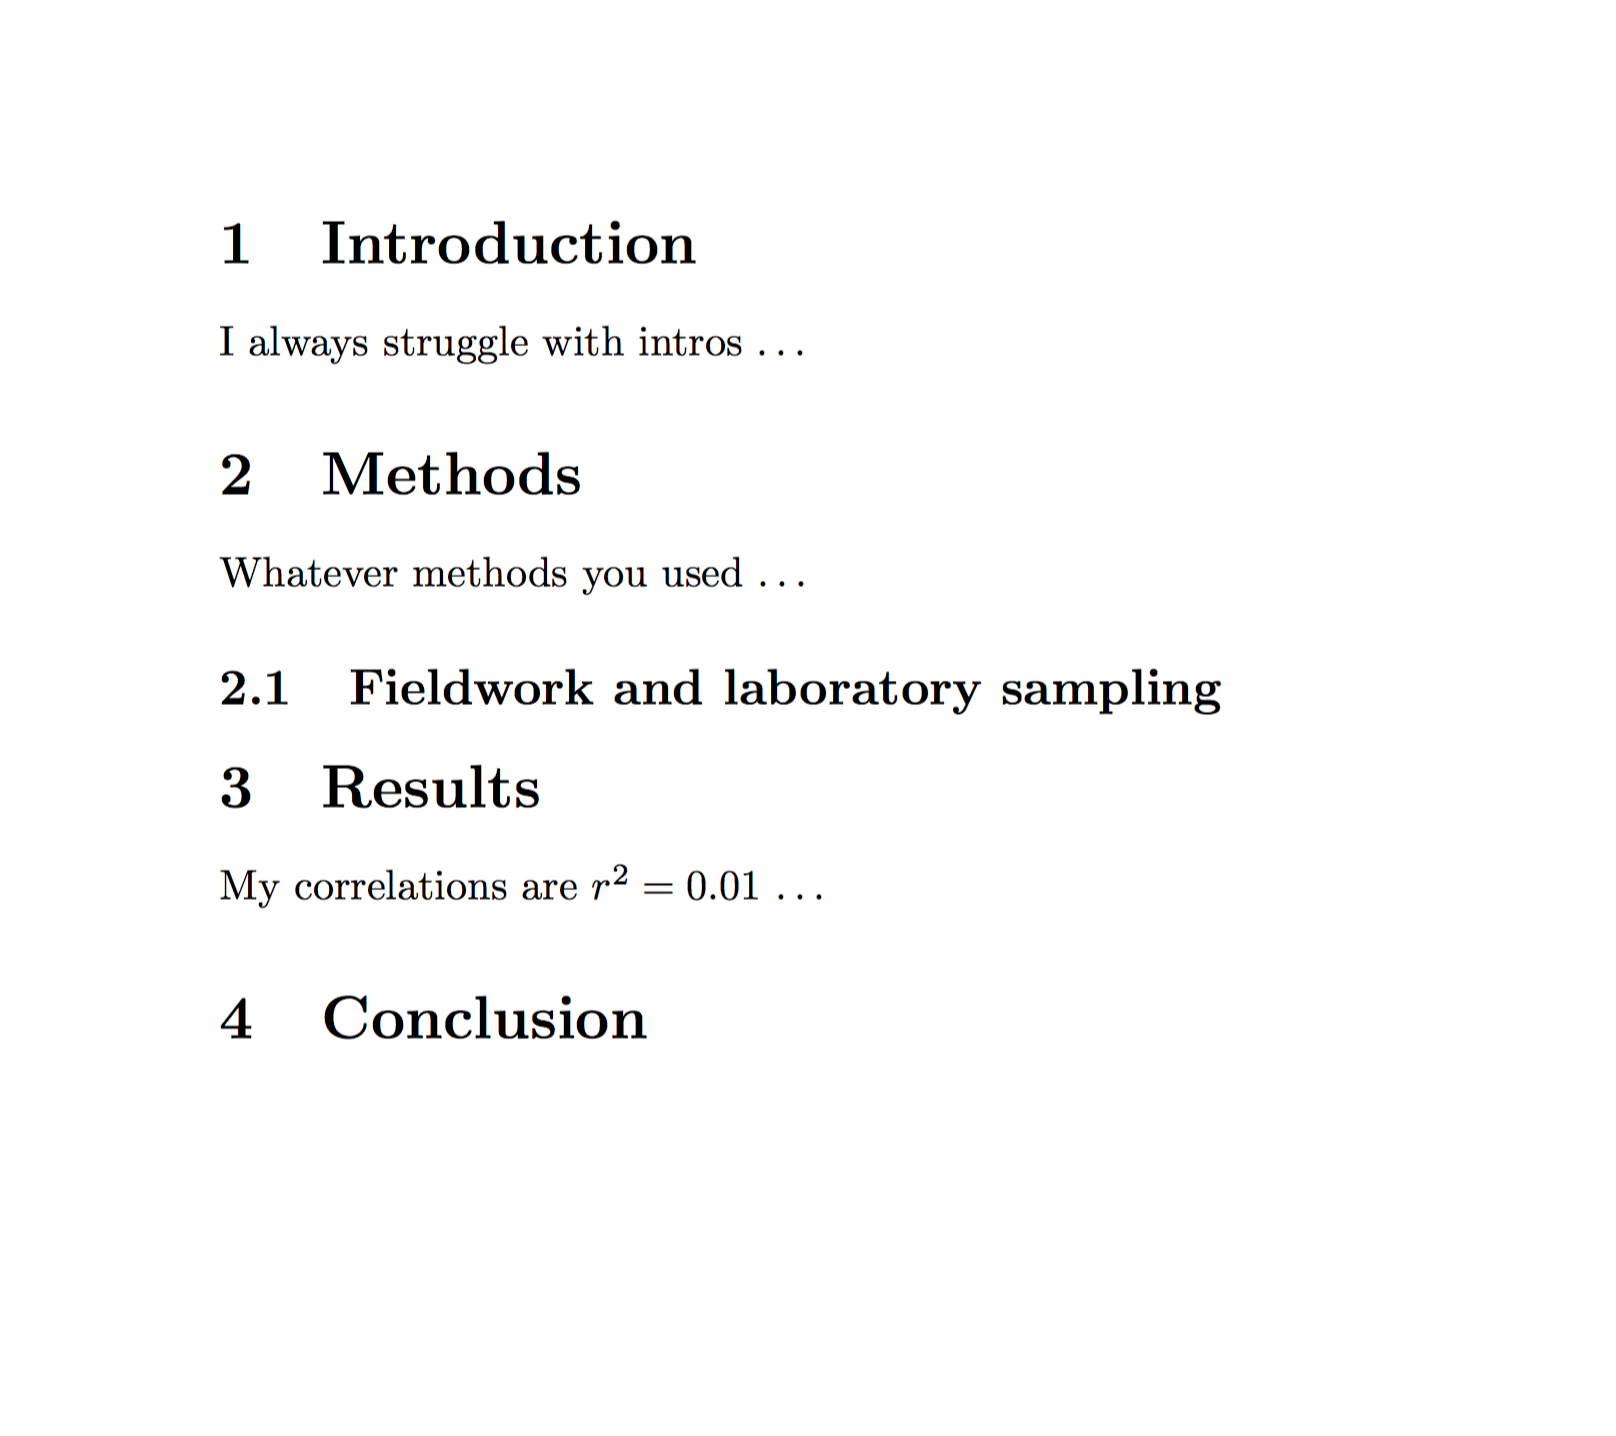 1 Introduction
I always struggle with intros . . .
2 Methods
Whatever methods you used . . .
2.1 Fieldwork and laboratory sampling
3 Results
My correlations are r² = 0.01 . . .
4 Conclusion